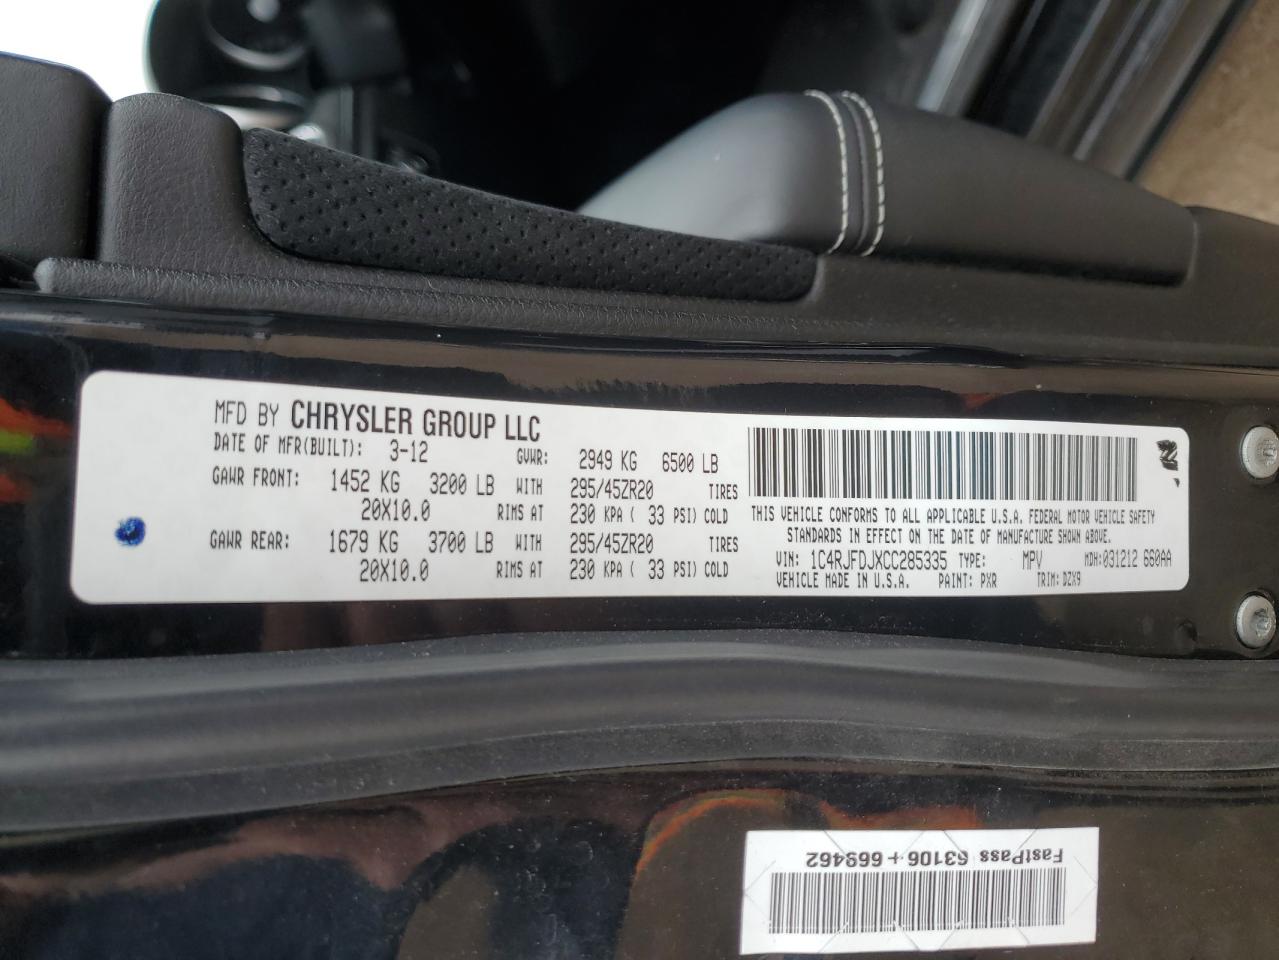 MFD BY CHRYSLER GROUP LLC
DATE OF MFR(BUILT): 3-12 GVWR: 2949 KG 6500 LB
GAWR FRONT: 1452 KG 3200 LB WITH 295/45ZR20 TIRES
20X10.0 RIMS AT 230 KPA ( 33 PSI) COLD
GAWR REAR: 1679 KG 3700 LB WITH 295/45ZR20 TIRES
20X10.0 RIMS AT 230 KPA ( 33 PSI) COLD
THIS VEHICLE CONFORMS TO ALL APPLICABLE U.S.A. FEDERAL MOTOR VEHICLE SAFETY
STANDARDS IN EFFECT ON THE DATE OF MANUFACTURE SHOWN ABOVE.
VIN: 1C4RJFDJXCC285335 TYPE: MPV MDH:031212 660AA
VEHICLE MADE IN U.S.A. PAINT: PXR TRIM: DZX9
FastPass 63106+669462